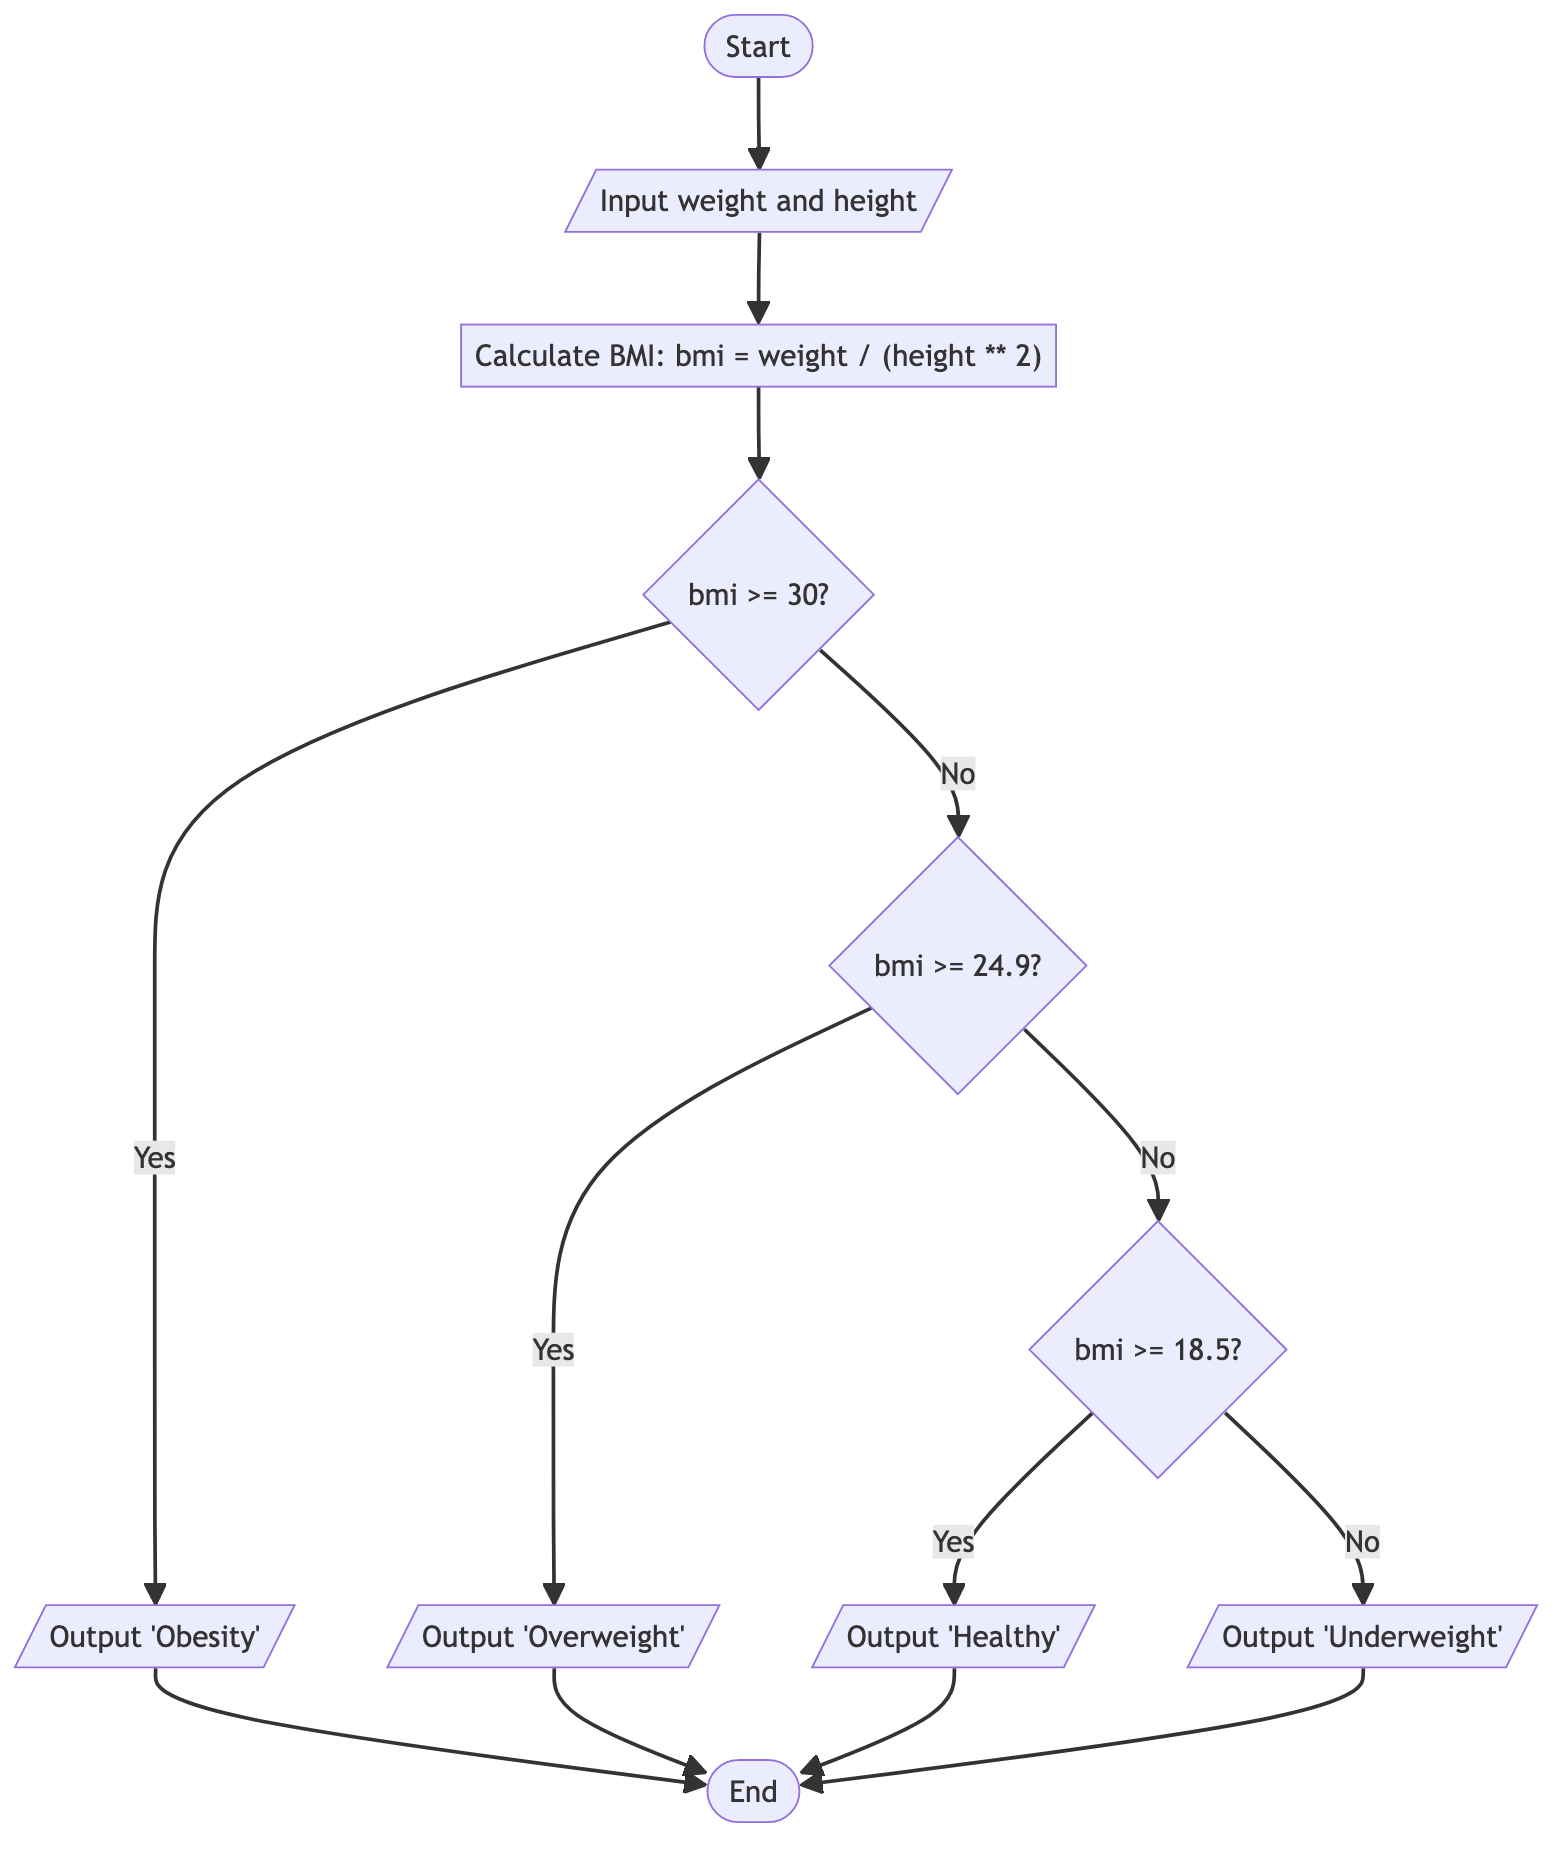 Start
Input weight and height
Calculate BMI: bmi = weight / (height ** 2)
bmi >= 30?
No
bmi >= 24.9?
Yes
No
Yes
bmi >= 18.5?
Yes
No
Output 'Obesity'
Output 'Overweight'
Output 'Healthy'
Output 'Underweight'
End